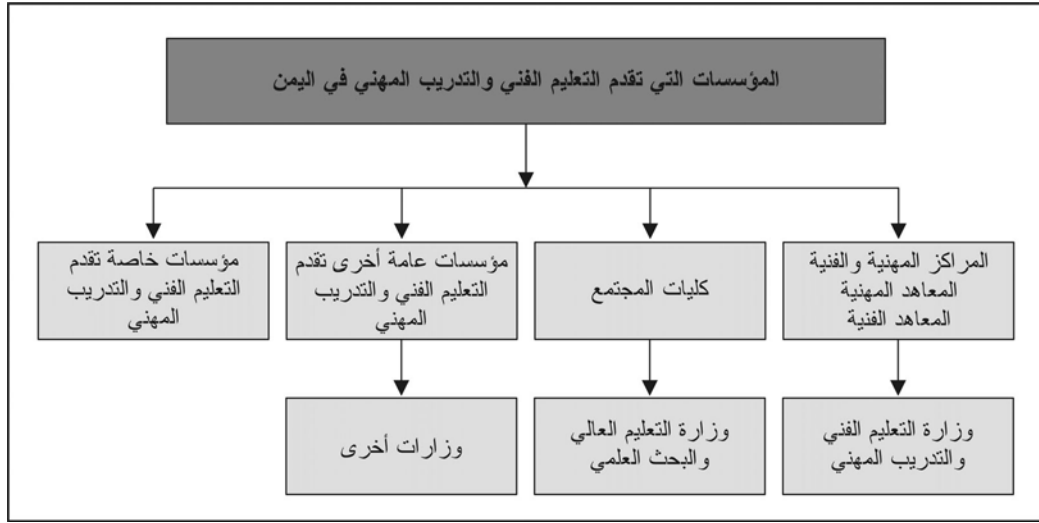 المؤسسات التي تقدم التعليم الفني والتدريب المهني في اليمن
المراكز المهنية والفنية
المعاهد المهنية
المعاهد الفنية
كليات المجتمع
مؤسسات عامة أخرى تقدم
التعليم الفني والتدريب
المهني
مؤسسات خاصة تقدم
التعليم الفني والتدريب
المهني
وزارة التعليم الفني
والتدريب المهني
وزارة التعليم العالي
والبحث العلمي
وزارات أخرى